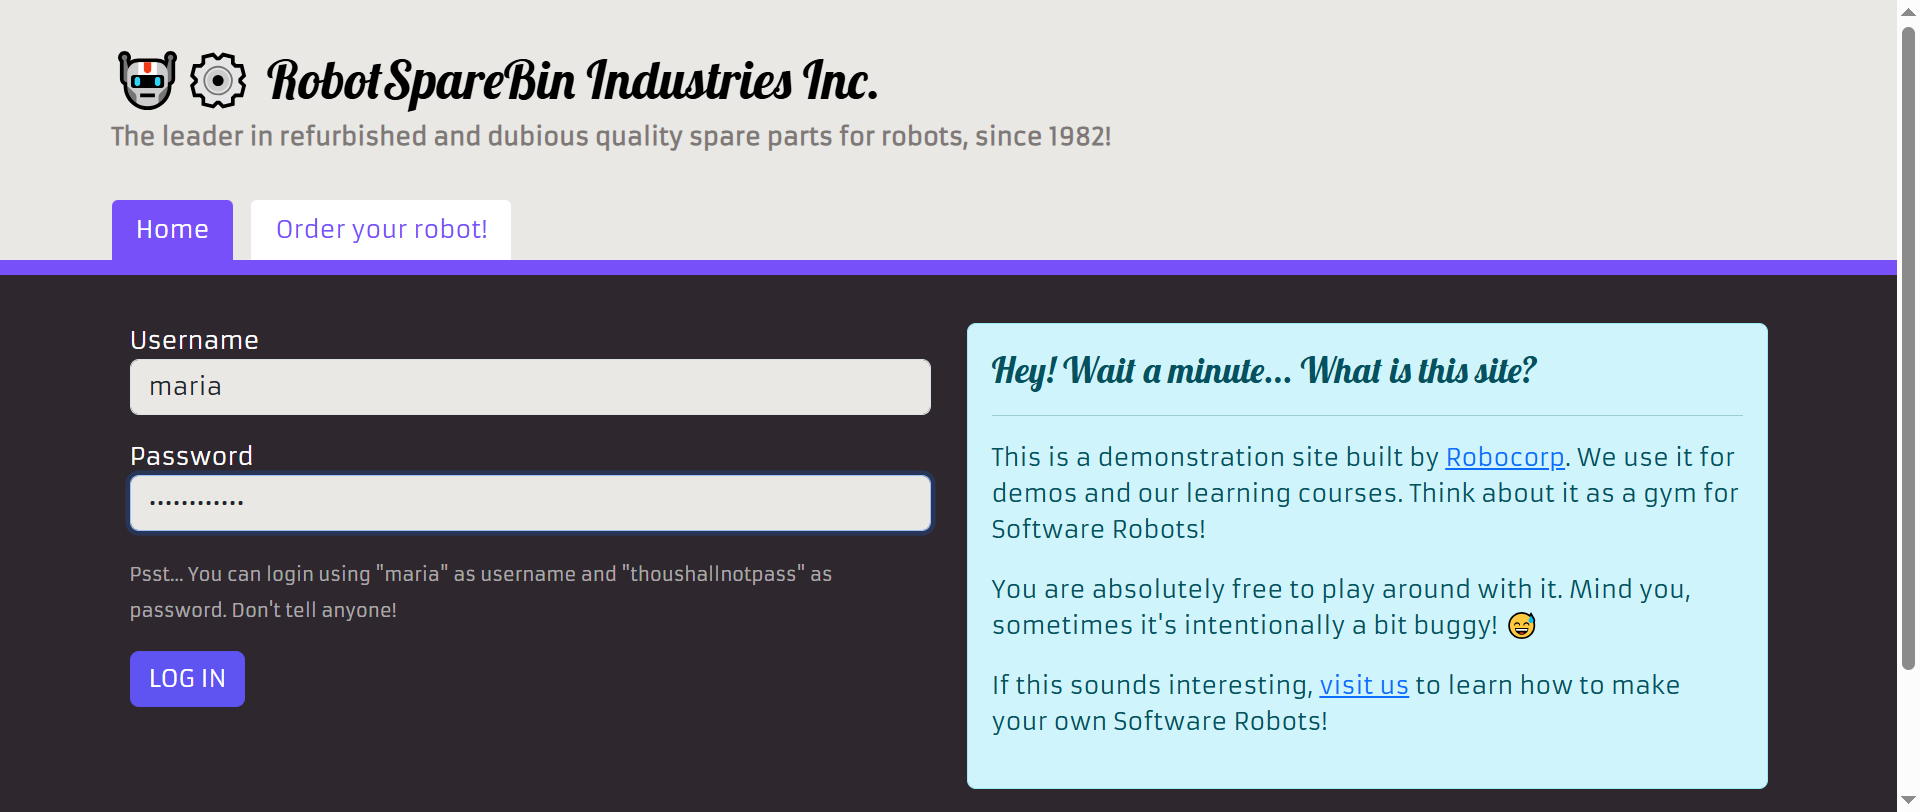 RobotSpareBin Industries Inc.
The leader in refurbished and dubious quality spare parts for robots, since 1982!
Home
Order your robot!
Username
maria
Password
••••••••••••
Psst... You can login using "maria" as username and "thoushallnotpass" as
password. Don't tell anyone!
LOG IN
Hey! Wait a minute... What is this site?
This is a demonstration site built by Robocorp. We use it for
demos and our learning courses. Think about it as a gym for
Software Robots!
You are absolutely free to play around with it. Mind you,
sometimes it's intentionally a bit buggy! 😅
If this sounds interesting, visit us to learn how to make
your own Software Robots!